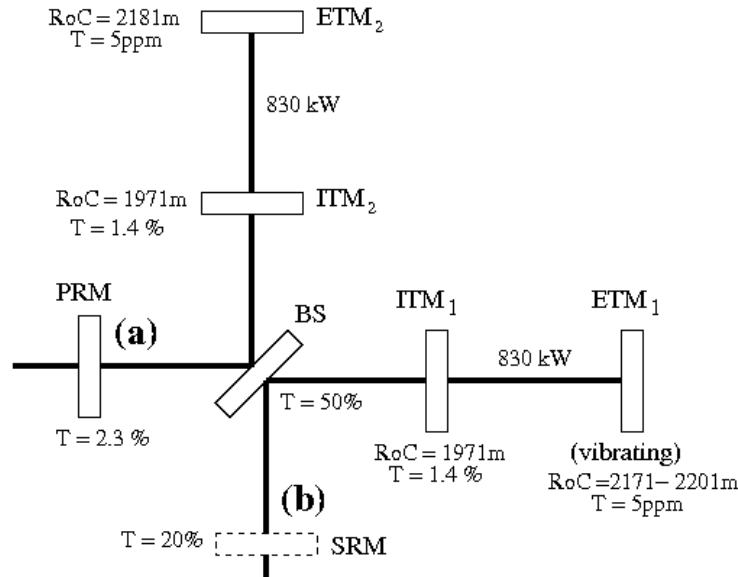 RoC = 2181m
T = 5ppm
ETM2
830 kW
RoC = 1971m
T = 1.4 %
ITM2
PRM
(a)
BS
ITM1
ETM1
830 kW
T = 50%
T = 2.3 %
(vibrating)
RoC = 1971m
T = 1.4 %
RoC =2171– 2201m
T = 5ppm
(b)
T = 20%
SRM